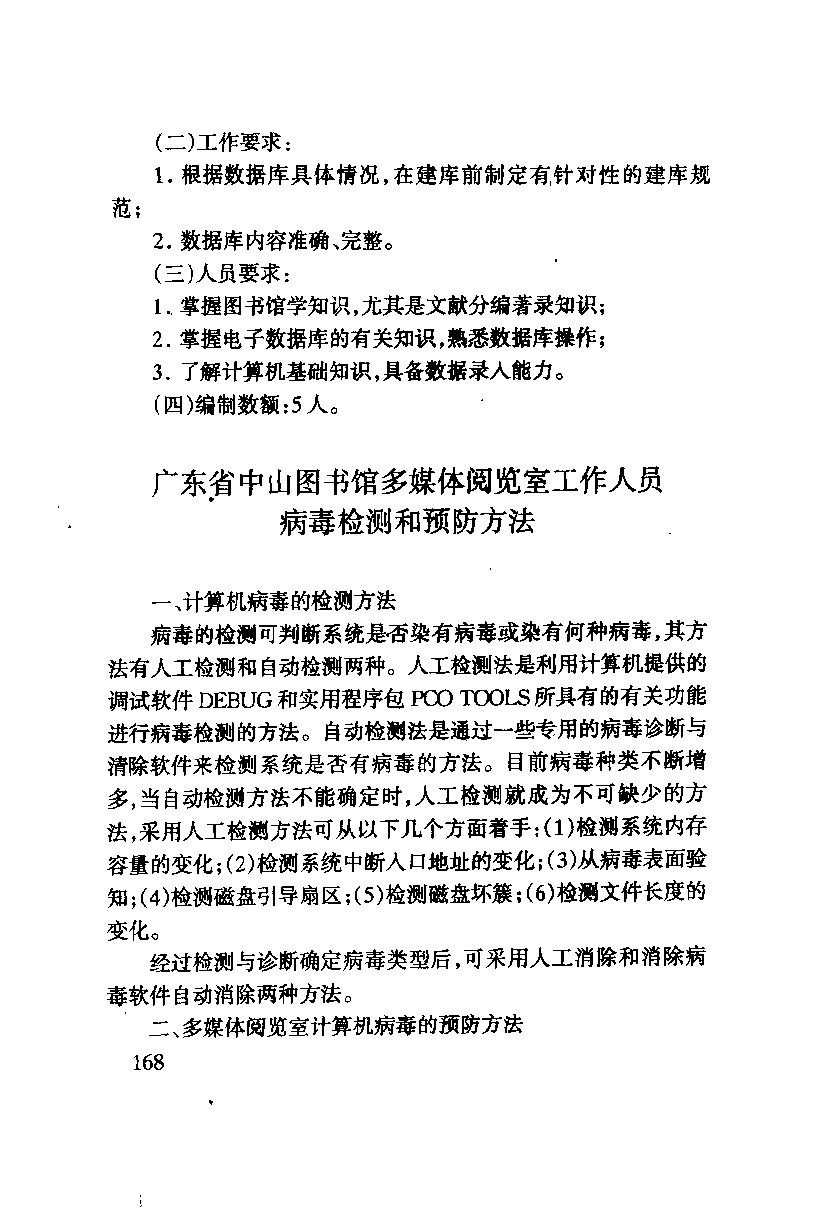 (二)工作要求:
1. 根据数据库具体情况,在建库前制定有针对性的建库规
范;
2. 数据库内容准确、完整。
(三)人员要求:
1. 掌握图书馆学知识,尤其是文献分编著录知识;
2. 掌握电子数据库的有关知识,熟悉数据库操作;
3. 了解计算机基础知识,具备数据录入能力。
(四)编制数额:5人。
广东省中山图书馆多媒体阅览室工作人员
病毒检测和预防方法
一、计算机病毒的检测方法
病毒的检测可判断系统是否染有病毒或染有何种病毒,其方
法有人工检测和自动检测两种。人工检测法是利用计算机提供的
调试软件 DEBUG 和实用程序包 PCO TOOLS 所具有的有关功能
进行病毒检测的方法。自动检测法是通过一些专用的病毒诊断与
清除软件来检测系统是否有病毒的方法。目前病毒种类不断增
多,当自动检测方法不能确定时,人工检测就成为不可缺少的方
法,采用人工检测方法可从以下几个方面着手:(1)检测系统内存
容量的变化;(2)检测系统中断入口地址的变化;(3)从病毒表面验
知;(4)检测磁盘引导扇区;(5)检测磁盘坏簇;(6)检测文件长度的
变化。
经过检测与诊断确定病毒类型后,可采用人工消除和消除病
毒软件自动消除两种方法。
二、多媒体阅览室计算机病毒的预防方法
168